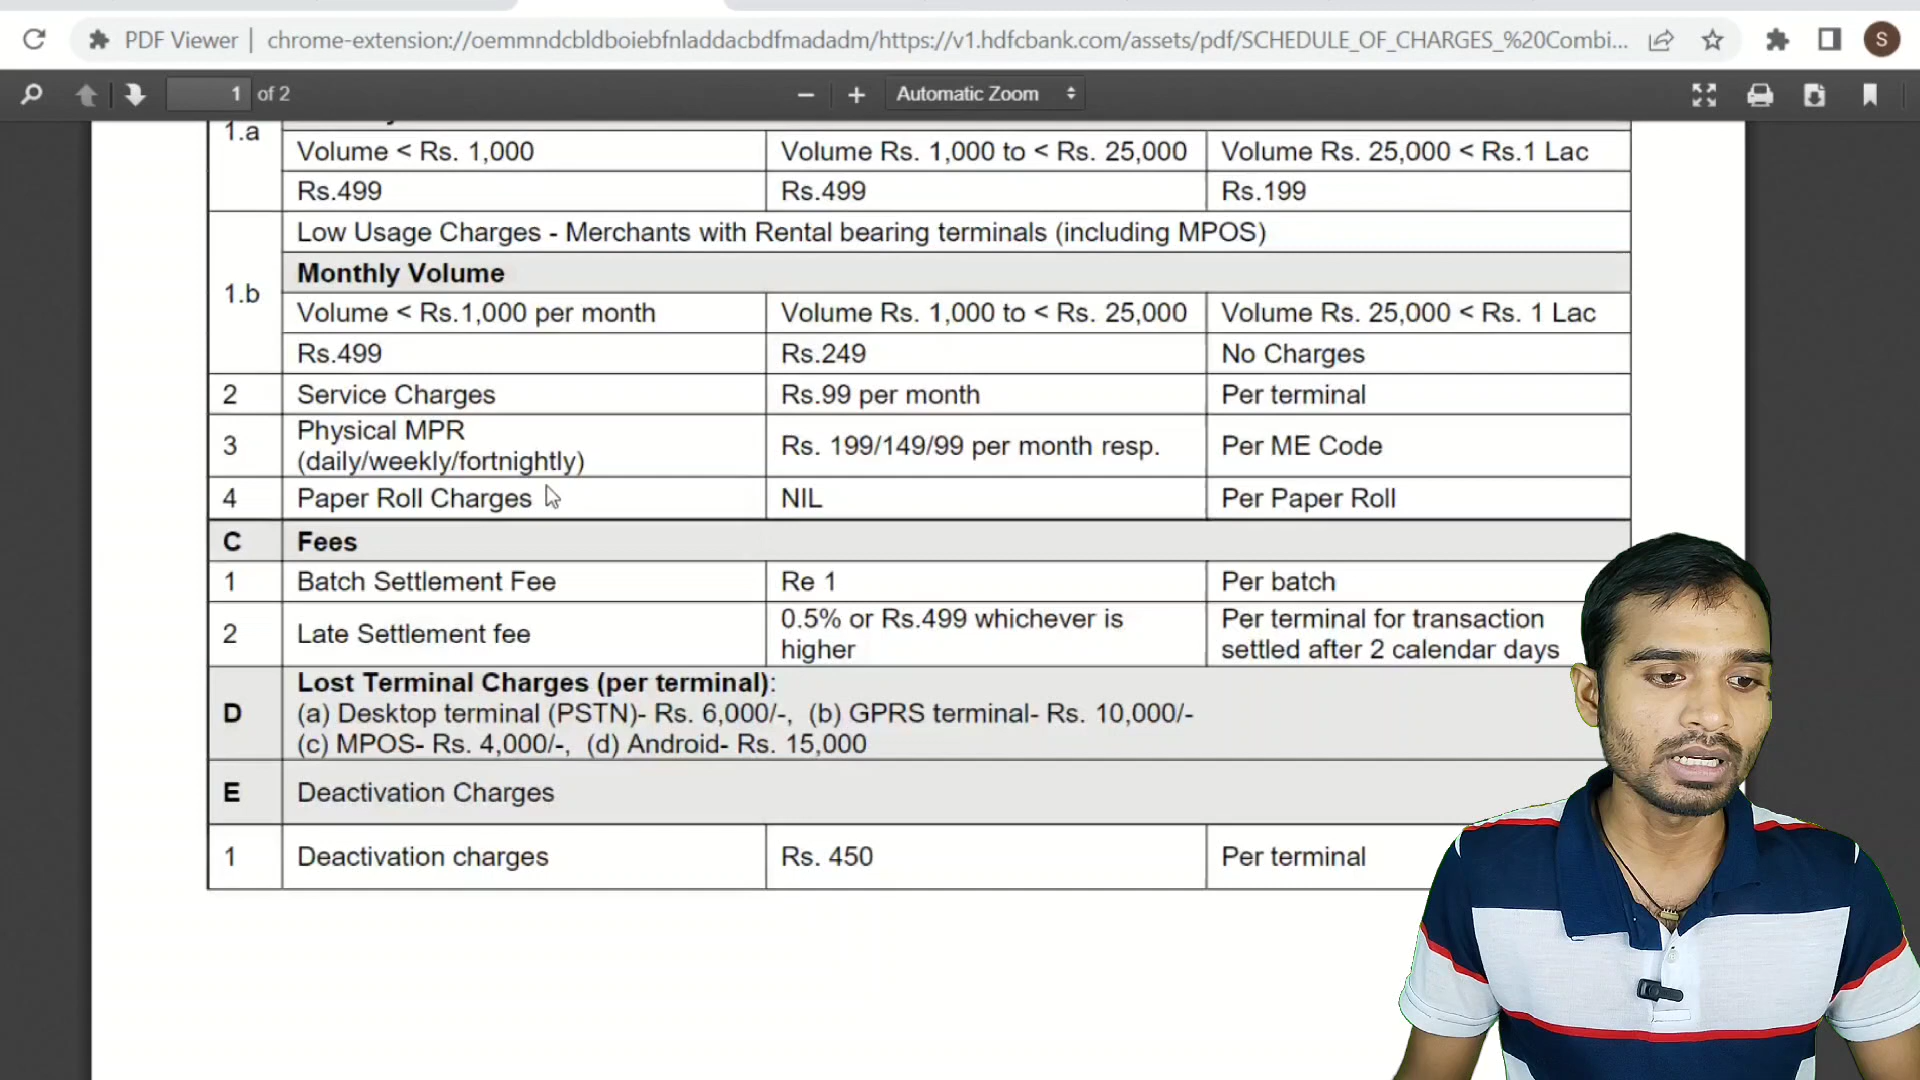 PDF Viewer | chrome-extension://oemmndcbldboiebfnladdacbdfmadadm/https://v1.hdfcbank.com/assets/pdf/SCHEDULE_OF_CHARGES_%20Combi...
S
1 of 2
Automatic Zoom
1.a
Volume < Rs. 1,000 Volume Rs. 1,000 to < Rs. 25,000 Volume Rs. 25,000 < Rs.1 Lac
Rs.499 Rs.499 Rs.199
1.b
Low Usage Charges - Merchants with Rental bearing terminals (including MPOS)
Monthly Volume
Volume < Rs.1,000 per month Volume Rs. 1,000 to < Rs. 25,000 Volume Rs. 25,000 < Rs. 1 Lac
Rs.499 Rs.249 No Charges
2 Service Charges Rs.99 per month Per terminal
3 Physical MPR
(daily/weekly/fortnightly) Rs. 199/149/99 per month resp. Per ME Code
4 Paper Roll Charges NIL Per Paper Roll
C Fees
1 Batch Settlement Fee Re 1 Per batch
2 Late Settlement fee 0.5% or Rs.499 whichever is
higher Per terminal for transaction
settled after 2 calendar days
D Lost Terminal Charges (per terminal):
(a) Desktop terminal (PSTN)- Rs. 6,000/-, (b) GPRS terminal- Rs. 10,000/-
(c) MPOS- Rs. 4,000/-, (d) Android- Rs. 15,000
E Deactivation Charges
1 Deactivation charges Rs. 450 Per terminal